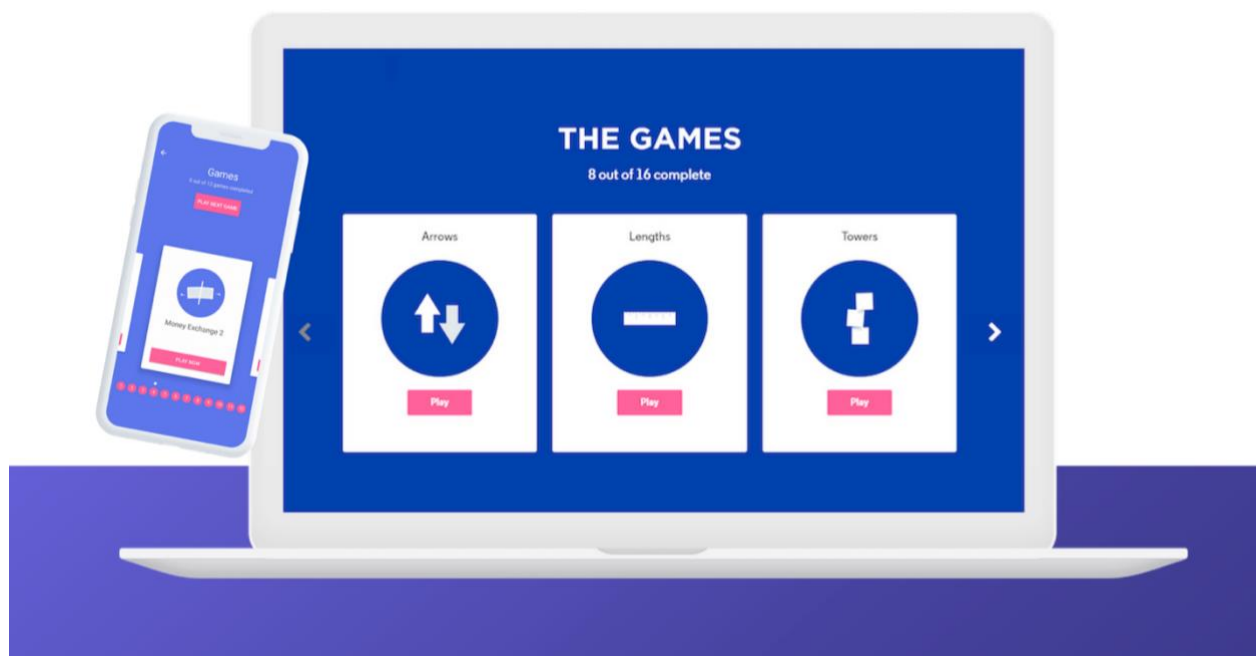 THE GAMES
8 out of 16 complete
Arrows
Lengths
Towers
Play
Play
Play
Games
PLAY NEXT GAME
Money Exchange 2
PLAY NOW